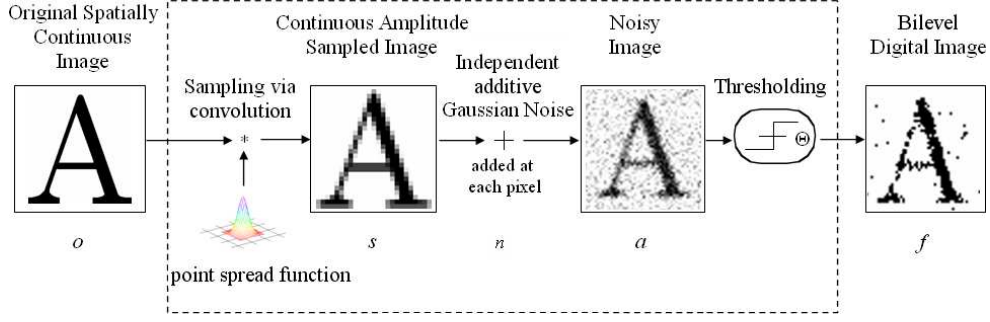 Original Spatially
Continuous
Image
A
o
Sampling via
convolution
*
point spread function
Continuous Amplitude
Sampled Image
A
s
Independent
additive
Gaussian Noise
+
added at
each pixel
n
Noisy
Image
A
a
Thresholding
Θ
Bilevel
Digital Image
A
f